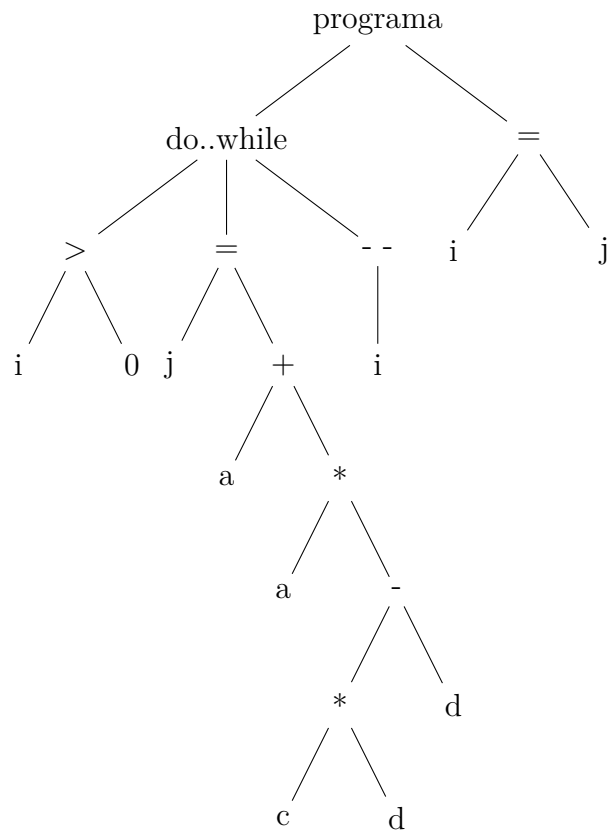 programa
do..while =
> = - - i j
i 0 j + i
a *
a -
* d
c d